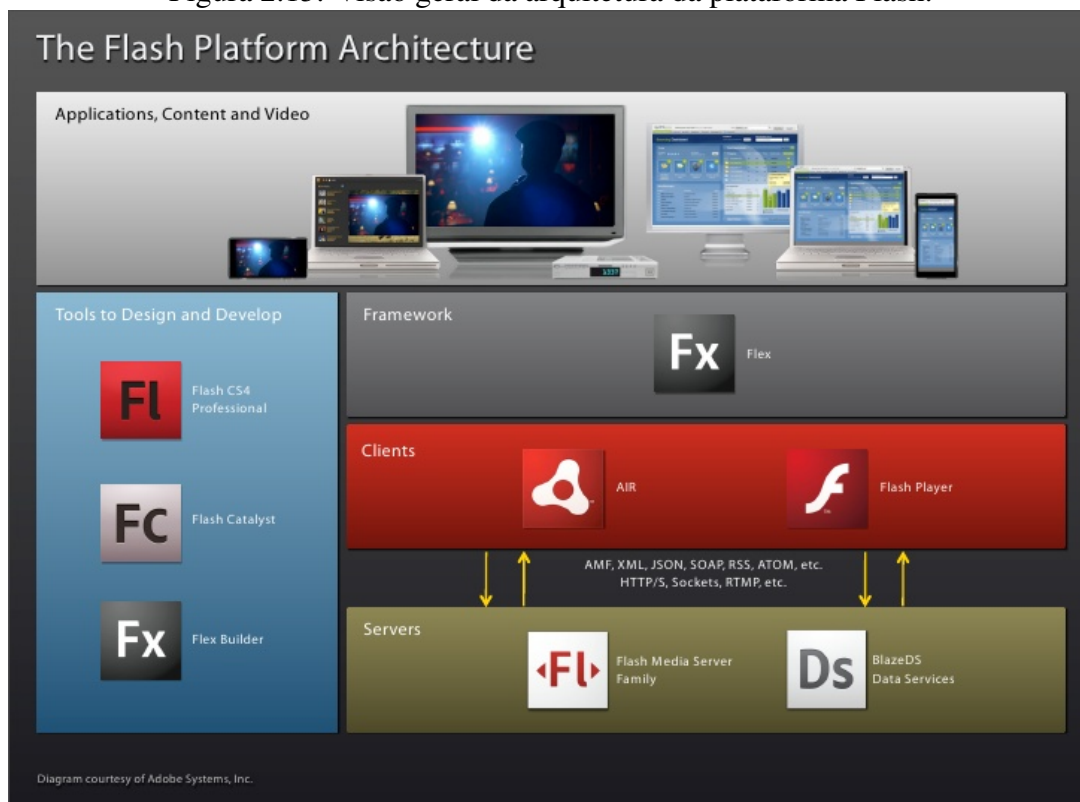 Figura 2.15: Visão geral da arquitetura da plataforma Flash.
The Flash Platform Architecture
Applications, Content and Video
Tools to Design and Develop
Fl
Flash CS4
Professional
Fc
Flash Catalyst
Fx
Flex Builder
Framework
Fx
Flex
Clients
AIR
Flash Player
AMF, XML, JSON, SOAP, RSS, ATOM, etc.
HTTP/S, Sockets, RTMP, etc.
Servers
Fl
Flash Media Server
Family
Ds
BlazeDS
Data Services
Diagram courtesy of Adobe Systems, Inc.